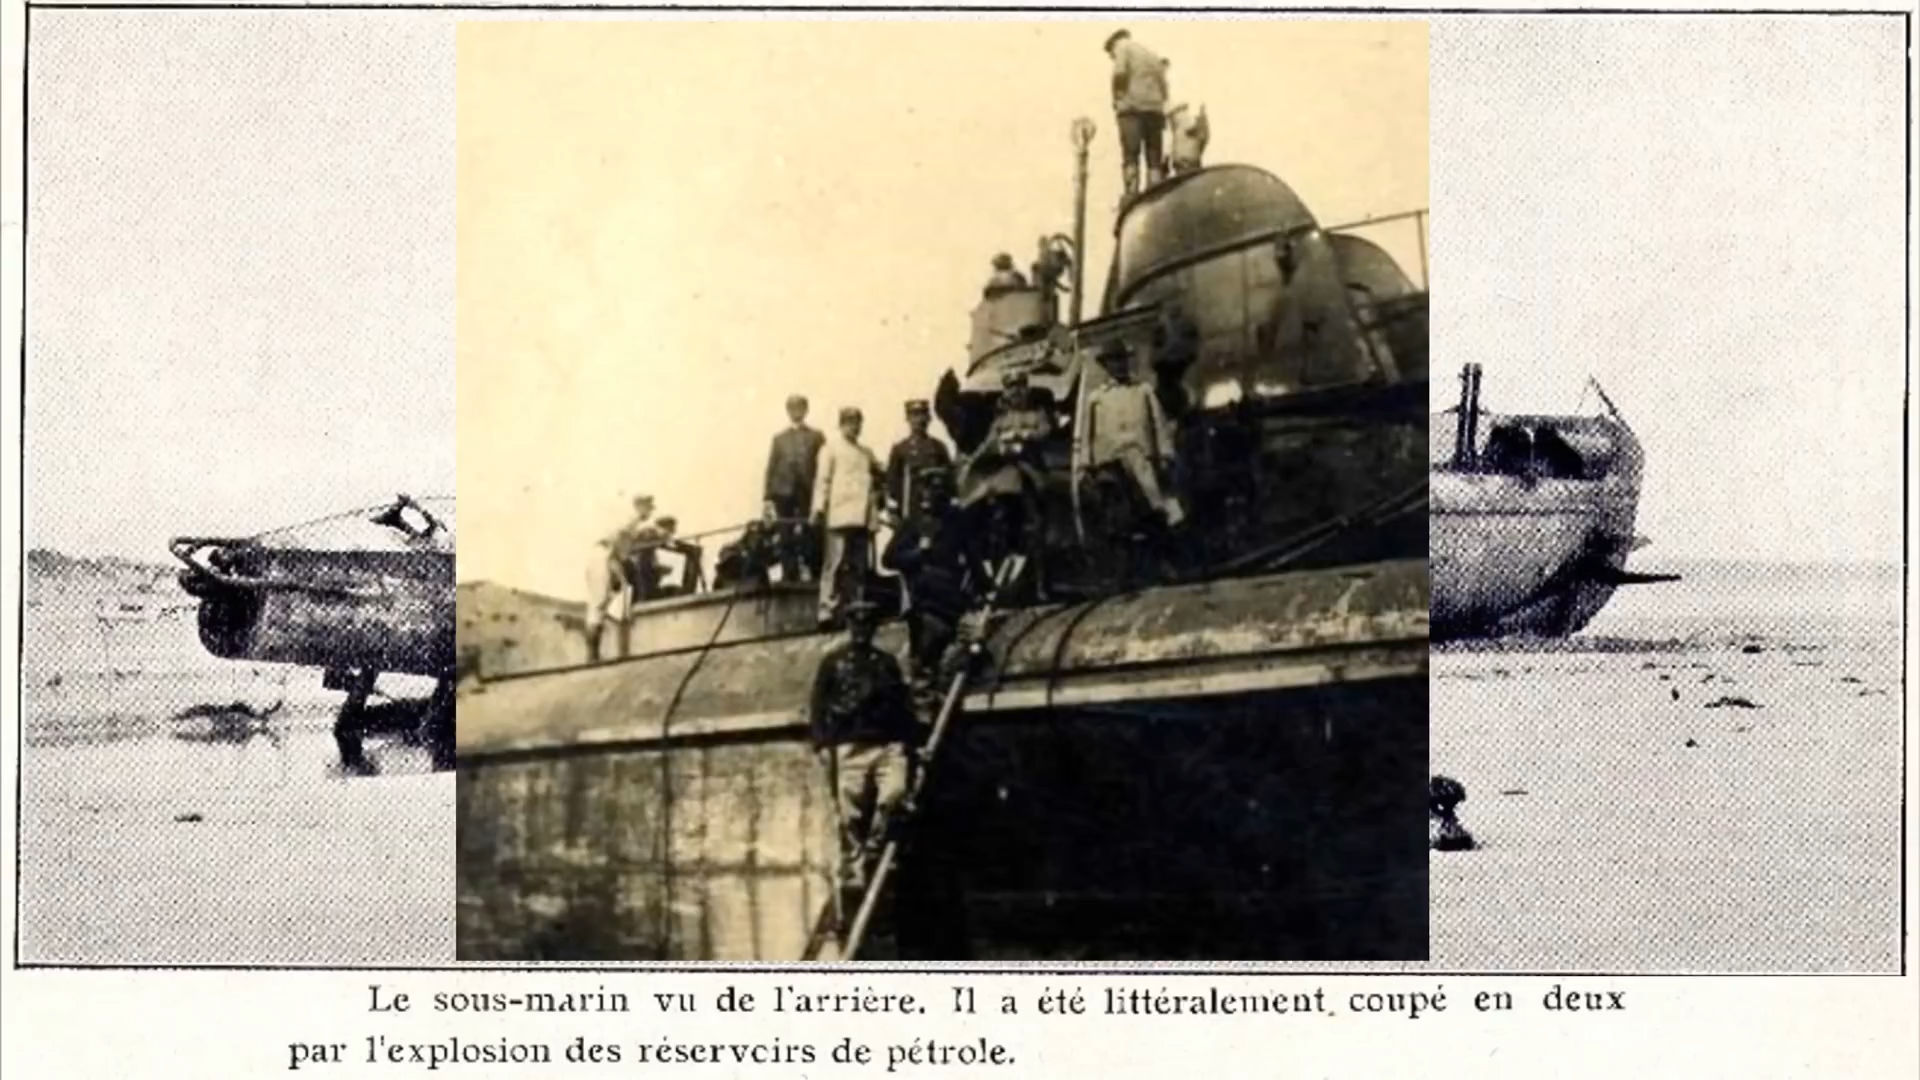 Le sous-marin vu de l'arrière. Il a été littéralement coupé en deux
par l'explosion des réservcirs de pétrole.